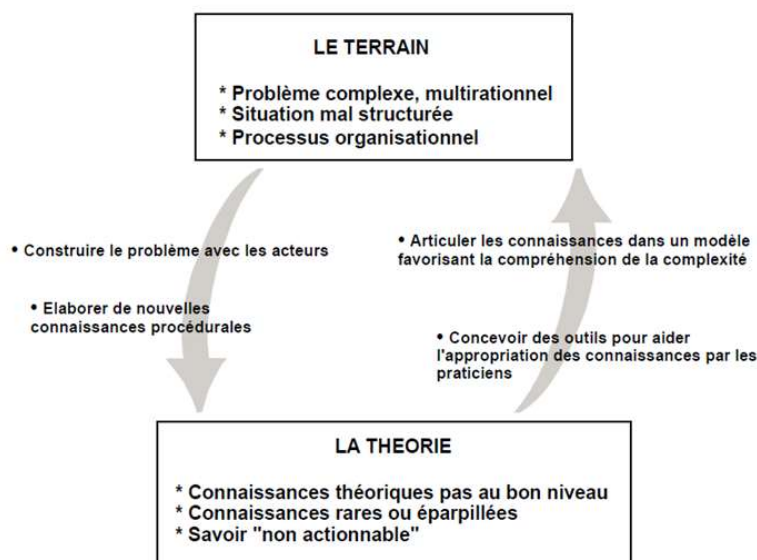 LE TERRAIN
* Problème complexe, multirationnel
* Situation mal structurée
* Processus organisationnel
• Construire le problème avec les acteurs
• Elaborer de nouvelles
connaissances procédurales
• Articuler les connaissances dans un modèle
favorisant la compréhension de la complexité
• Concevoir des outils pour aider
l'appropriation des connaissances par les
praticiens
LA THEORIE
* Connaissances théoriques pas au bon niveau
* Connaissances rares ou éparpillées
* Savoir "non actionnable"